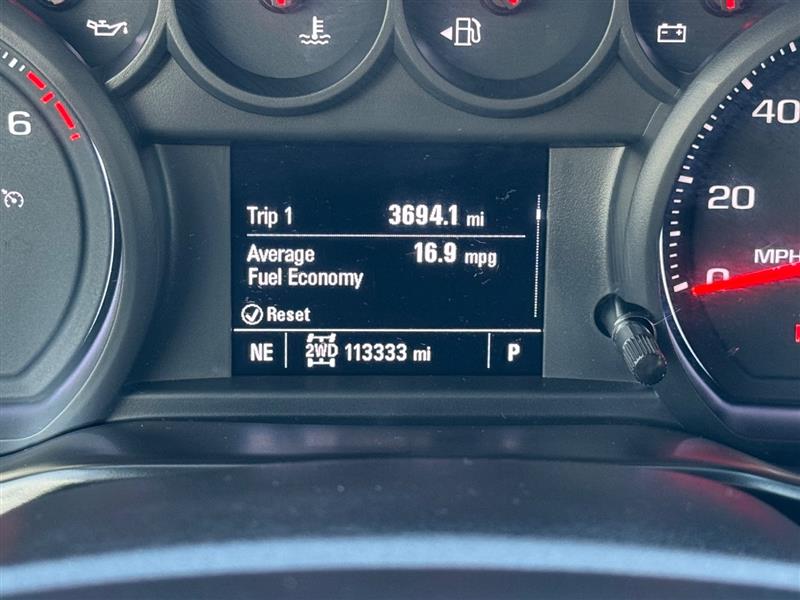 6
40
20
MPH
0
Trip 1 3694.1 mi
Average 16.9 mpg
Fuel Economy
Reset
NE 2WD 113333 mi P